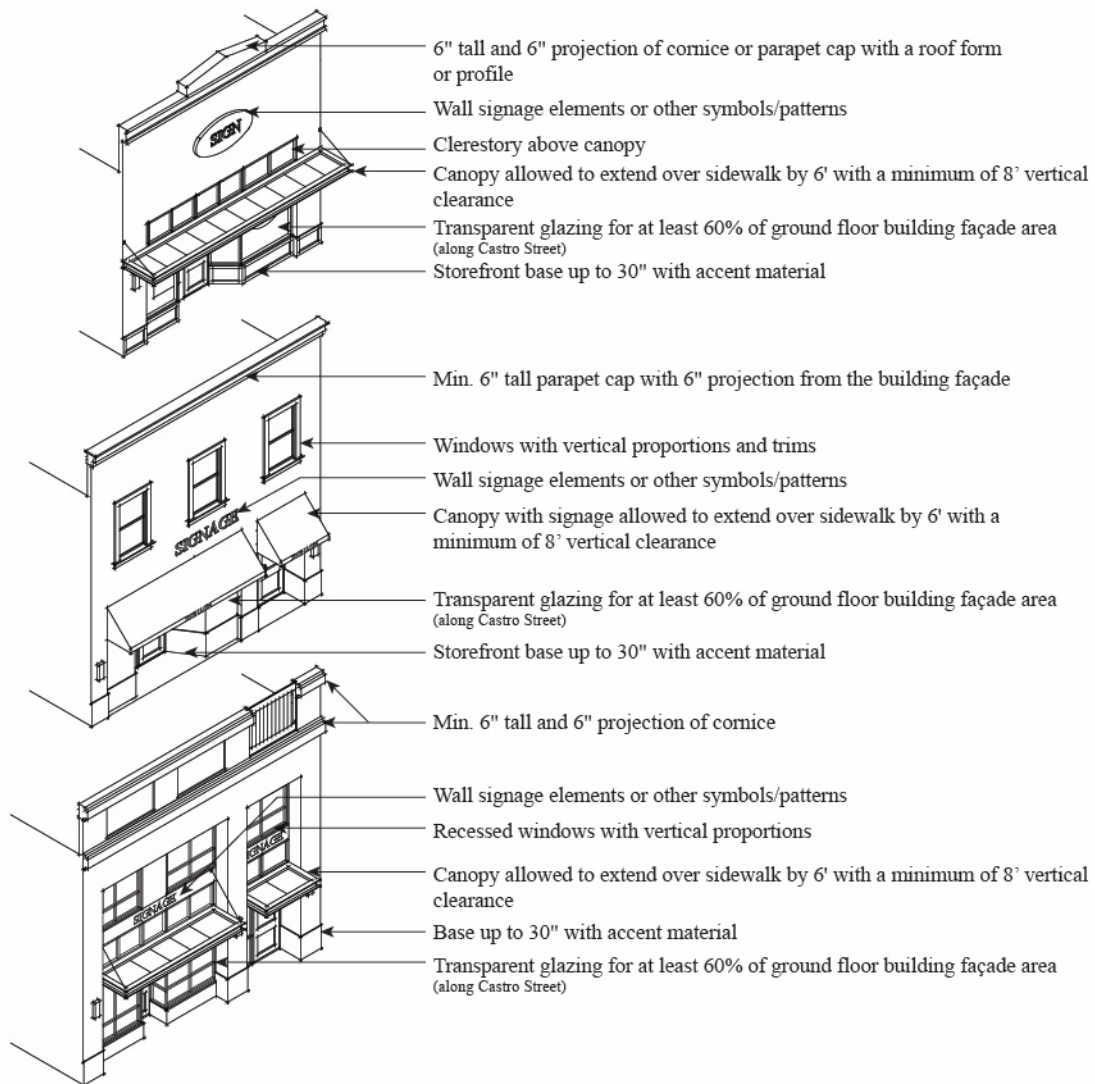 6" tall and 6" projection of cornice or parapet cap with a roof form
or profile
Wall signage elements or other symbols/patterns
SIGN
Clerestory above canopy
Canopy allowed to extend over sidewalk by 6' with a minimum of 8’ vertical
clearance
Transparent glazing for at least 60% of ground floor building façade area
(along Castro Street)
Storefront base up to 30" with accent material
Min. 6" tall parapet cap with 6" projection from the building façade
Windows with vertical proportions and trims
Wall signage elements or other symbols/patterns
SIGNAGE
Canopy with signage allowed to extend over sidewalk by 6' with a
minimum of 8’ vertical clearance
Transparent glazing for at least 60% of ground floor building façade area
(along Castro Street)
Storefront base up to 30" with accent material
Min. 6" tall and 6" projection of cornice
Wall signage elements or other symbols/patterns
Recessed windows with vertical proportions
SIGNAGE
SIGNAGE
Canopy allowed to extend over sidewalk by 6' with a minimum of 8’ vertical
clearance
Base up to 30" with accent material
Transparent glazing for at least 60% of ground floor building façade area
(along Castro Street)